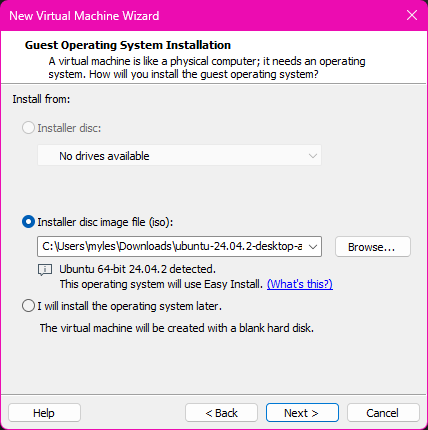 New Virtual Machine Wizard
Guest Operating System Installation
A virtual machine is like a physical computer; it needs an operating
system. How will you install the guest operating system?
Install from:
Installer disc:
No drives available
Installer disc image file (iso):
C:\Users\myles\Downloads\ubuntu-24.04.2-desktop-a
Browse...
Ubuntu 64-bit 24.04.2 detected.
This operating system will use Easy Install. (What's this?)
I will install the operating system later.
The virtual machine will be created with a blank hard disk.
Help
< Back
Next >
Cancel